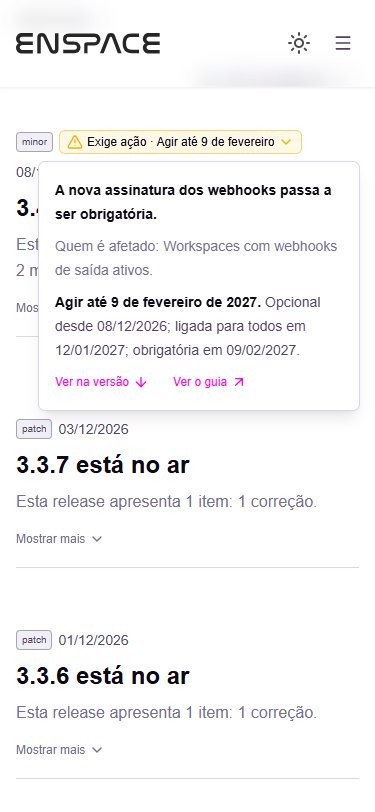 ENSPACE
minor
Exige ação · Agir até 9 de fevereiro
08/
A nova assinatura dos webhooks passa a
ser obrigatória.
Quem é afetado: Workspaces com webhooks
de saída ativos.
Agir até 9 de fevereiro de 2027. Opcional
desde 08/12/2026; ligada para todos em
12/01/2027; obrigatória em 09/02/2027.
Ver na versão
Ver o guia
3.
Est
2 m
Mos
patch 03/12/2026
3.3.7 está no ar
Esta release apresenta 1 item: 1 correção.
Mostrar mais
patch 01/12/2026
3.3.6 está no ar
Esta release apresenta 1 item: 1 correção.
Mostrar mais